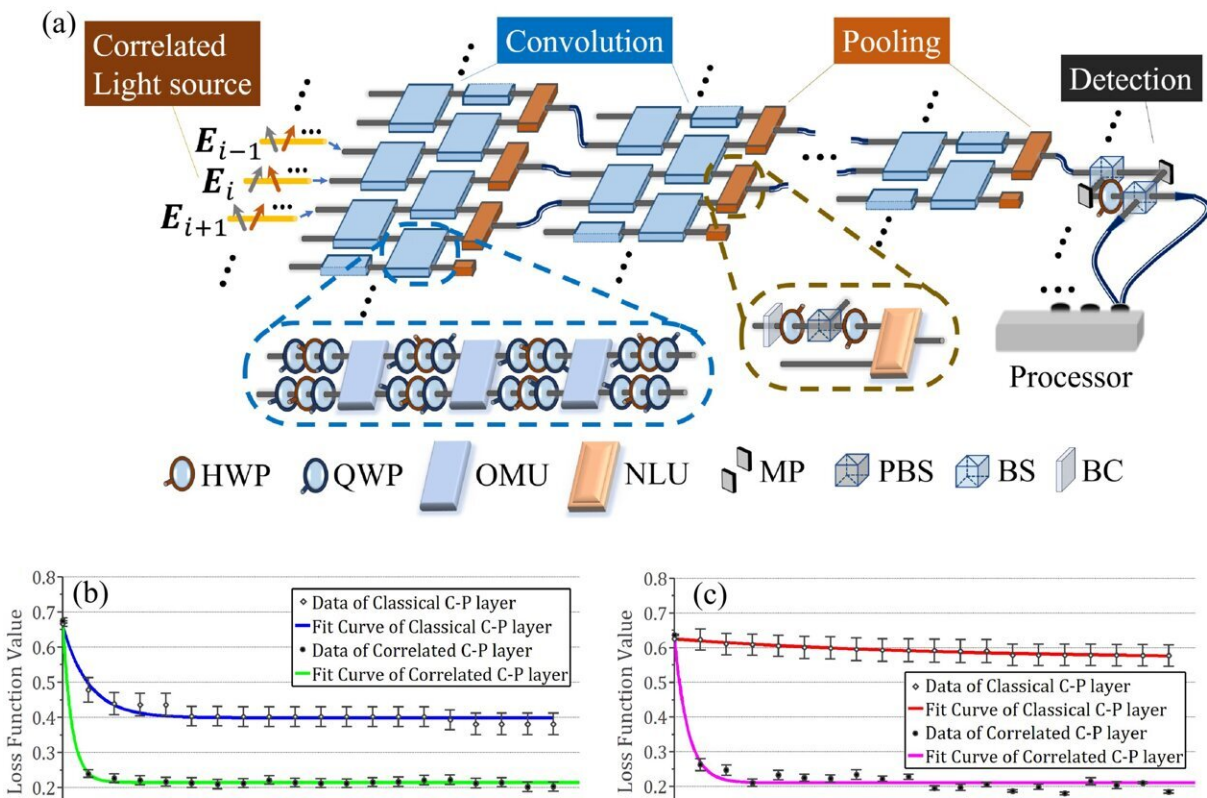 (a)
Correlated
Light source
Convolution
Pooling
Detection
E_{i-1}
E_i
E_{i+1}
Processor
HWP QWP OMU NLU MP PBS BS BC
(b)
Loss Function Value
0.8
0.7
0.6
0.5
0.4
0.3
0.2
Data of Classical C-P layer
Fit Curve of Classical C-P layer
Data of Correlated C-P layer
Fit Curve of Correlated C-P layer
(c)
Loss Function Value
0.8
0.7
0.6
0.5
0.4
0.3
0.2
Data of Classical C-P layer
Fit Curve of Classical C-P layer
Data of Correlated C-P layer
Fit Curve of Correlated C-P layer